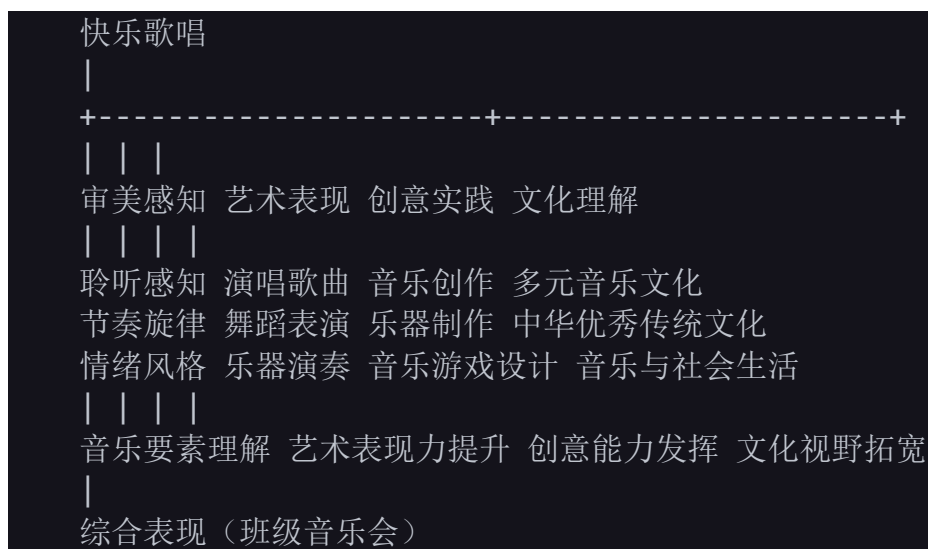 快乐歌唱
|
+----------------------+----------------------+
| | |
审美感知 艺术表现 创意实践 文化理解
| | | |
聆听感知 演唱歌曲 音乐创作 多元音乐文化
节奏旋律 舞蹈表演 乐器制作 中华优秀传统文化
情绪风格 乐器演奏 音乐游戏设计 音乐与社会生活
| | | |
音乐要素理解 艺术表现力提升 创意能力发挥 文化视野拓宽
|
综合表现（班级音乐会）